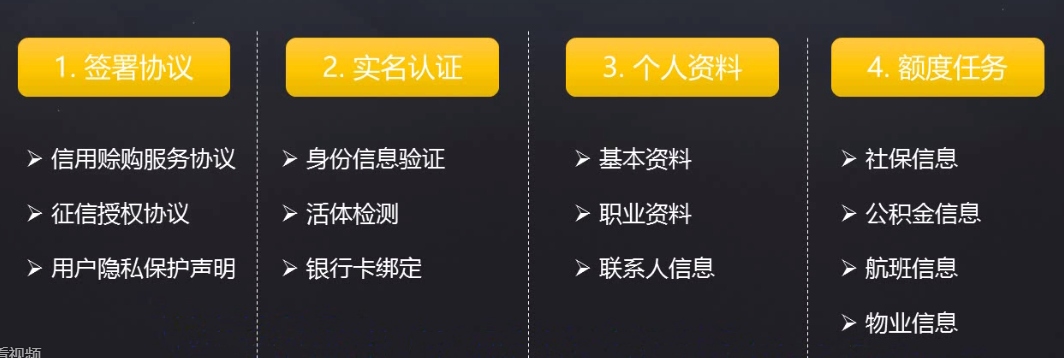 1. 签署协议
信用赊购服务协议
征信授权协议
用户隐私保护声明
2. 实名认证
身份信息验证
活体检测
银行卡绑定
3. 个人资料
基本资料
职业资料
联系人信息
4. 额度任务
社保信息
公积金信息
航班信息
物业信息
看视频